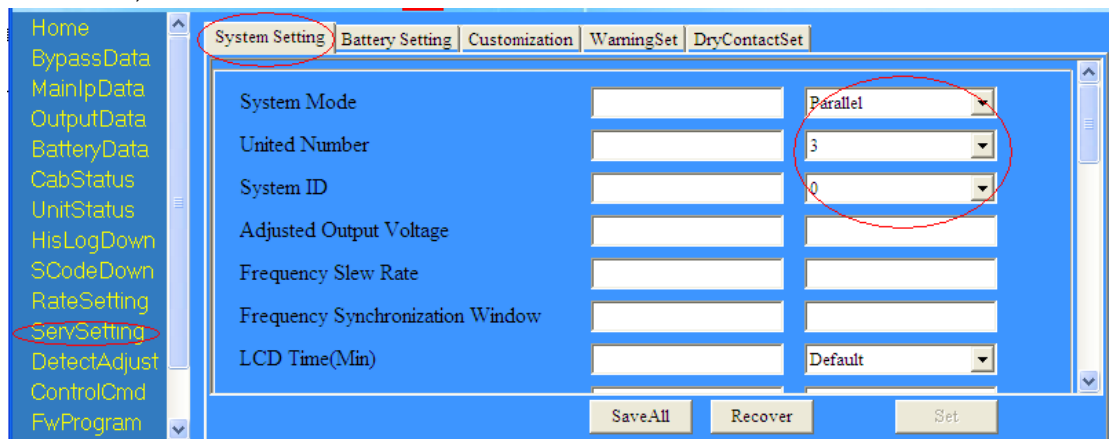 Home
BypassData
MainIpData
OutputData
BatteryData
CabStatus
UnitStatus
HisLogDown
SCodeDown
RateSetting
ServSetting
DetectAdjust
ControlCmd
FwProgram
System Setting Battery Setting Customization WarningSet DryContactSet
System Mode Parallel
United Number 3
System ID 0
Adjusted Output Voltage
Frequency Slew Rate
Frequency Synchronization Window
LCD Time(Min) Default
SaveAll Recover Set